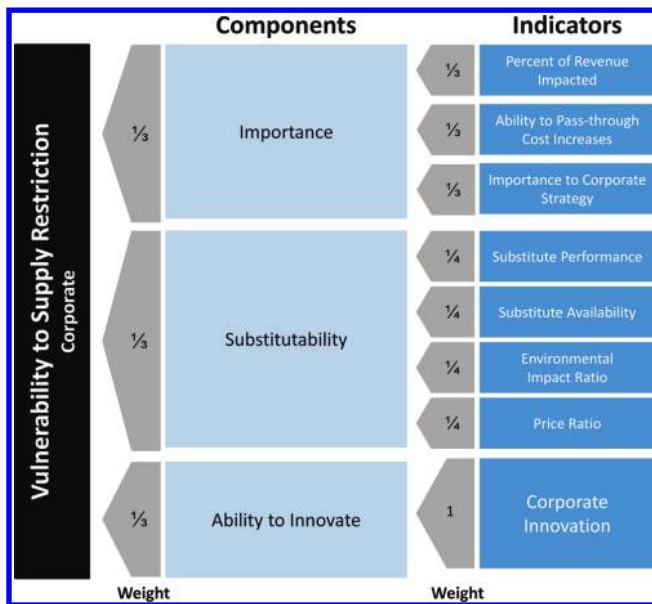 Components
Indicators
Vulnerability to Supply Restriction
Corporate
⅓
Importance
⅓
Percent of Revenue
Impacted
⅓
Ability to Pass-through
Cost Increases
⅓
Importance to Corporate
Strategy
⅓
Substitutability
¼
Substitute Performance
¼
Substitute Availability
¼
Environmental
Impact Ratio
¼
Price Ratio
⅓
Ability to Innovate
1
Corporate
Innovation
Weight
Weight